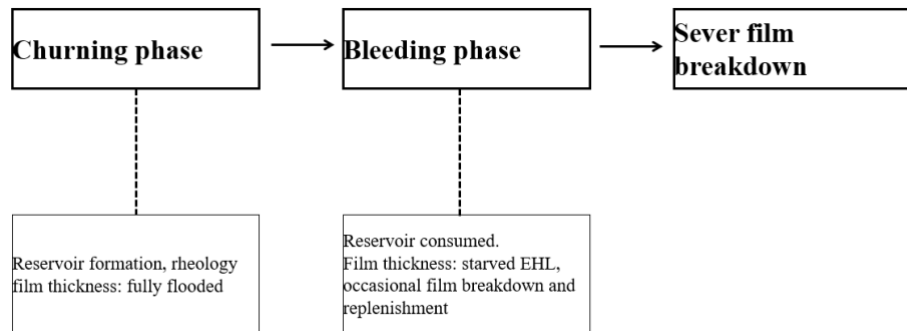 Churning phase
Bleeding phase
Sever film
breakdown
Reservoir formation, rheology
film thickness: fully flooded
Reservoir consumed.
Film thickness: starved EHL,
occasional film breakdown and
replenishment